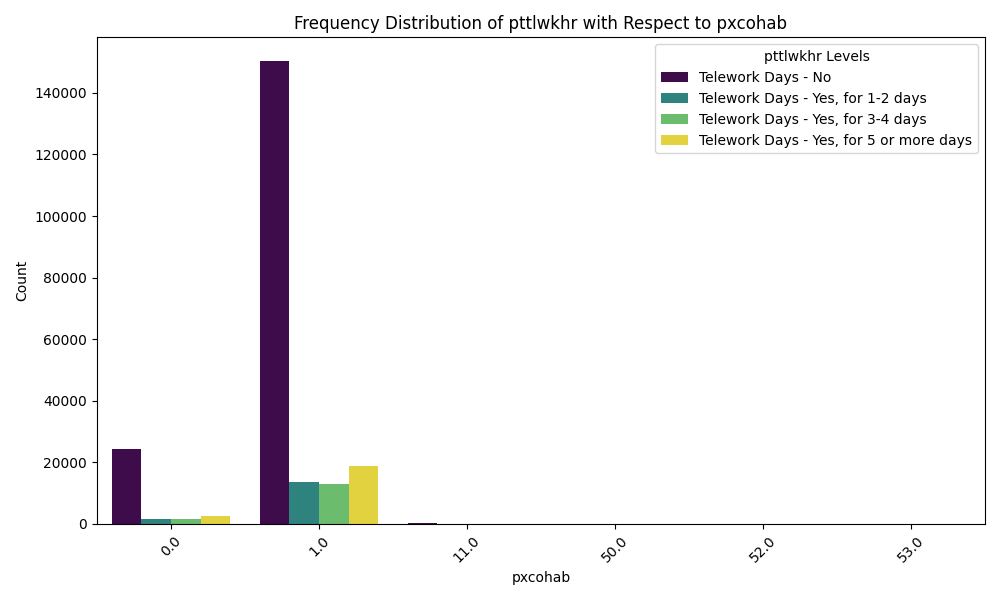 Frequency Distribution of pttlwkhr with Respect to pxcohab
pttlwkhr Levels
Telework Days - No
Telework Days - Yes, for 1-2 days
Telework Days - Yes, for 3-4 days
Telework Days - Yes, for 5 or more days
Count
140000
120000
100000
80000
60000
40000
20000
0
0.0
1.0
11.0
50.0
52.0
53.0
pxcohab